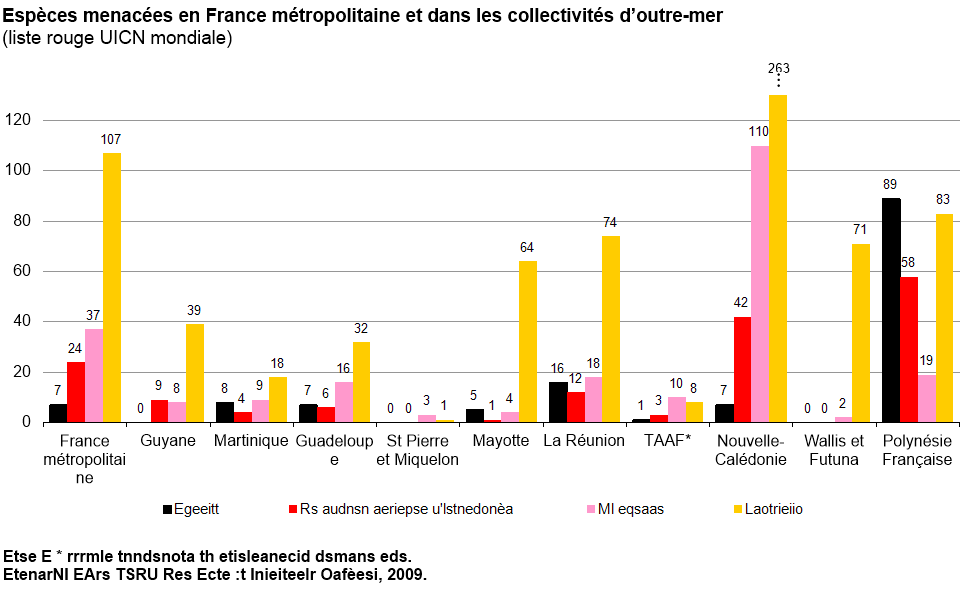 Espèces menacées en France métropolitaine et dans les collectivités d'outre-mer
(liste rouge UICN mondiale)
263
120
107
110
100
89
83
80
74
71
64
60
58
42
40
39
37
32
24
20
19
18
18
16
16
12
10
9
9
8
8
8
7
7
7
6
5
4
4
3
3
2
1
1
1
0
0
0
0
0
0
France
métropolitai
ne
Guyane
Martinique
Guadeloup
e
St Pierre
et Miquelon
Mayotte
La Réunion
TAAF*
Nouvelle-
Calédonie
Wallis et
Futuna
Polynésie
Française
Egeeitt
Rs audnsn aeriepse u'Istnedonèa
Ml eqsaas
Laotrieiio
Etse E * rrrmle tnndsnota th etisleanecid dsmans eds.
EtenarNI EArs TSRU Res Ecte :t Inieiteelr Oafèesi, 2009.